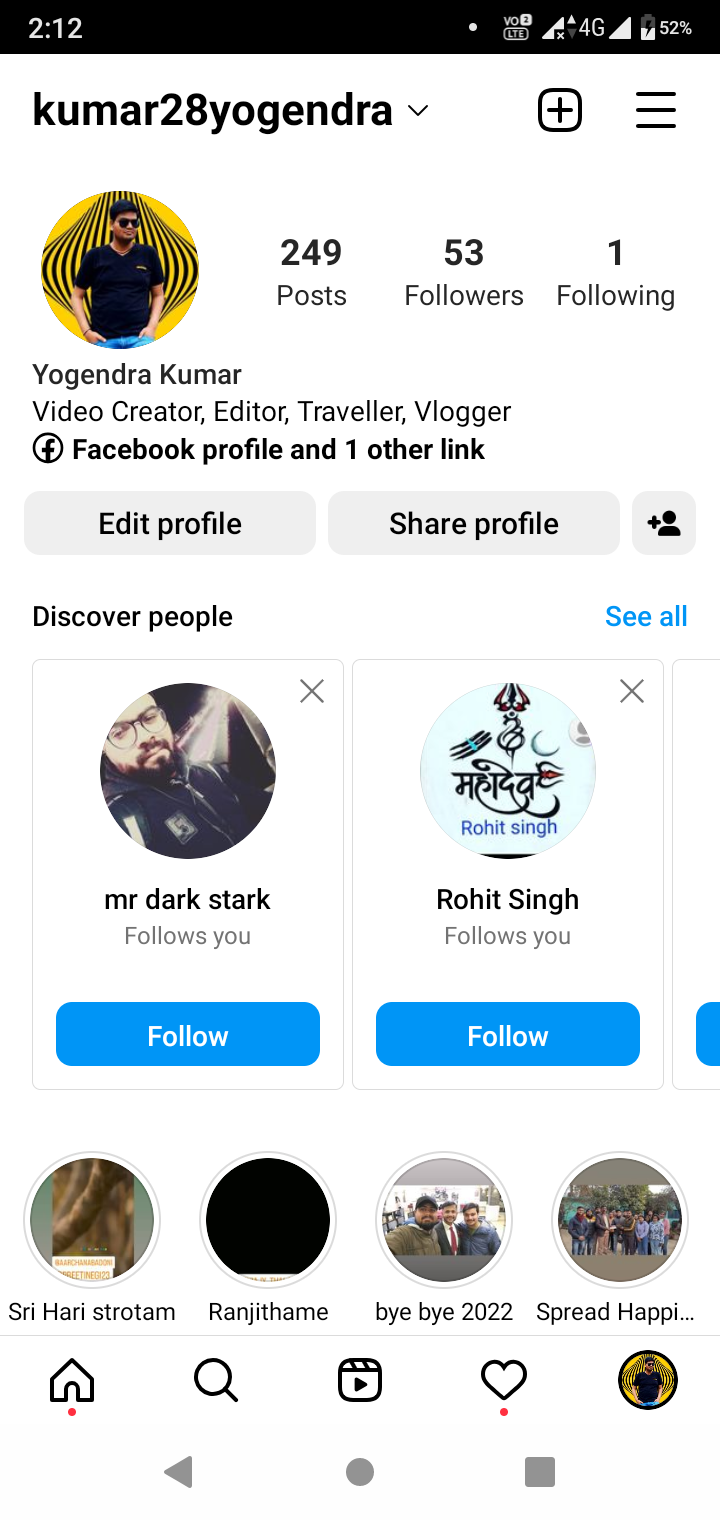 2:12
VO 2
LTE
4G
52%
kumar28yogendra
249
53
1
Posts
Followers
Following
Yogendra Kumar
Video Creator, Editor, Traveller, Vlogger
Facebook profile and 1 other link
Edit profile
Share profile
Discover people
See all
महादेव
Rohit singh
mr dark stark
Rohit Singh
Follows you
Follows you
Follow
Follow
Sri Hari strotam
Ranjithame
bye bye 2022
Spread Happi...